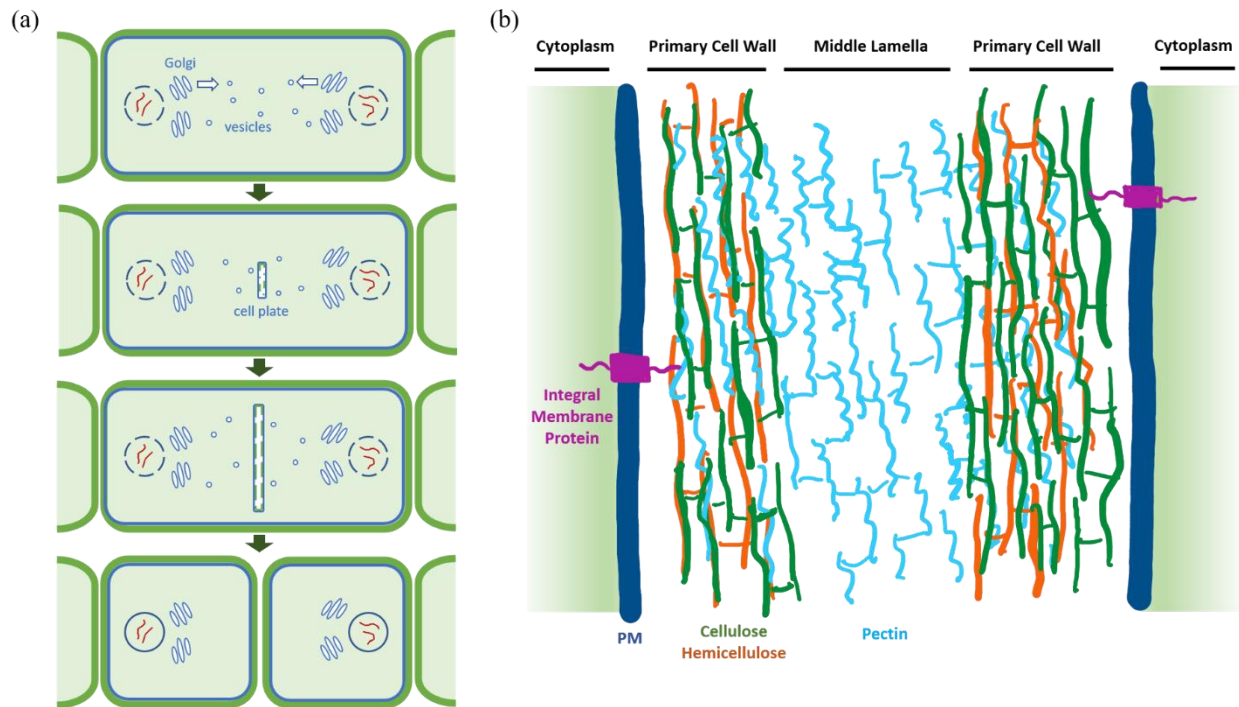 (a)
Golgi
vesicles
cell plate
(b)
Cytoplasm Primary Cell Wall Middle Lamella Primary Cell Wall Cytoplasm
Integral
Membrane
Protein
PM Cellulose Pectin
Hemicellulose